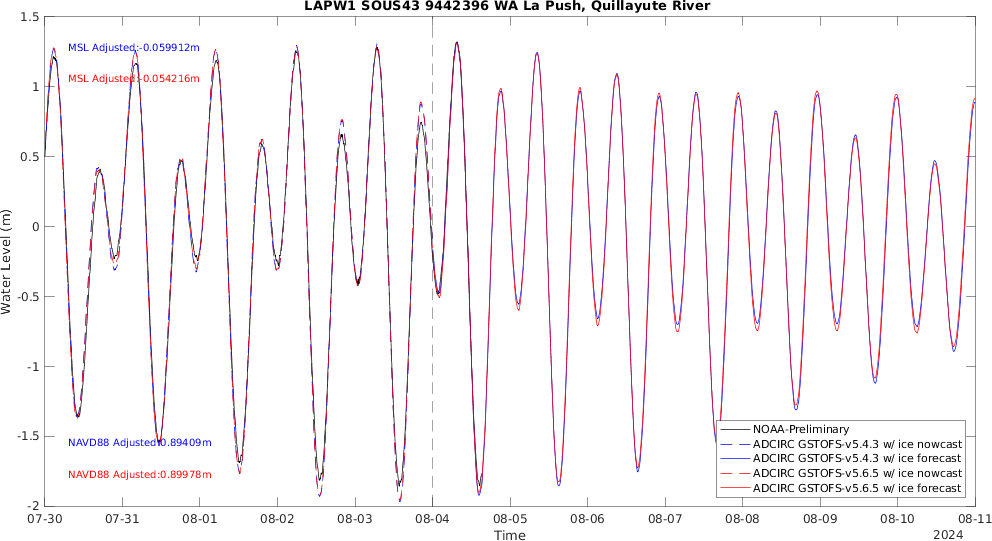 LAPW1 SOUS43 9442396 WA La Push, Quillayute River
1.5
MSL Adjusted:-0.059912m
MSL Adjusted:-0.054216m
1
0.5
0
Water Level (m)
-0.5
-1
-1.5
NAVD88 Adjusted:0.89409m
NAVD88 Adjusted:0.89978m
-2
NOAA-Preliminary
ADCIRC GSTOFS-v5.4.3 w/ ice nowcast
ADCIRC GSTOFS-v5.4.3 w/ ice forecast
ADCIRC GSTOFS-v5.6.5 w/ ice nowcast
ADCIRC GSTOFS-v5.6.5 w/ ice forecast
07-30 07-31 08-01 08-02 08-03 08-04 08-05 08-06 08-07 08-08 08-09 08-10 08-11
Time
2024